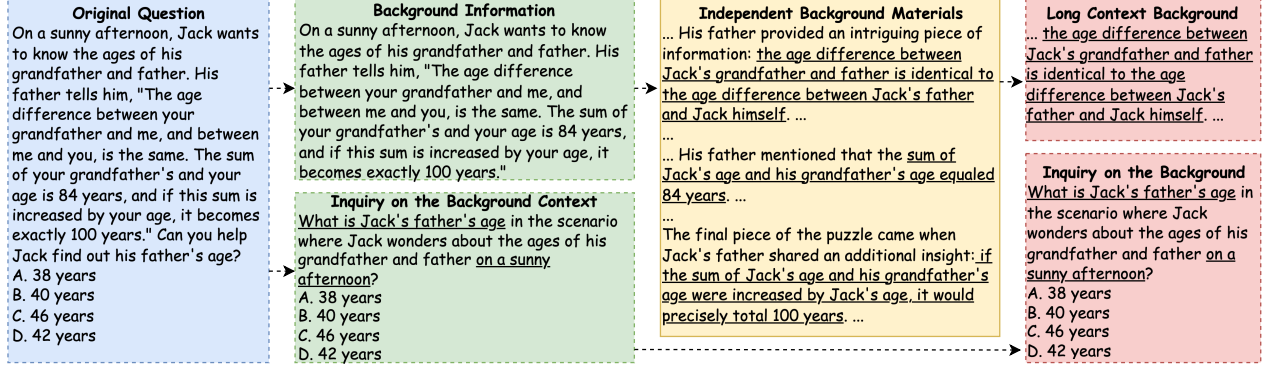 Original Question
On a sunny afternoon, Jack wants
to know the ages of his
grandfather and father. His
father tells him, "The age
difference between your
grandfather and me, and between
me and you, is the same. The sum
of your grandfather's and your
age is 84 years, and if this sum is
increased by your age, it becomes
exactly 100 years." Can you help
Jack find out his father's age?
A. 38 years
B. 40 years
C. 46 years
D. 42 years
Background Information
On a sunny afternoon, Jack wants to know
the ages of his grandfather and father. His
father tells him, "The age difference
between your grandfather and me, and
between me and you, is the same. The sum of
your grandfather's and your age is 84 years,
and if this sum is increased by your age, it
becomes exactly 100 years."
Inquiry on the Background Context
What is Jack's father's age in the scenario
where Jack wonders about the ages of his
grandfather and father on a sunny
afternoon?
A. 38 years
B. 40 years
C. 46 years
D. 42 years
Independent Background Materials
... His father provided an intriguing piece of
information: the age difference between
Jack's grandfather and father is identical to
the age difference between Jack's father
and Jack himself. ...
...
... His father mentioned that the sum of
Jack's age and his grandfather's age equaled
84 years. ...
...
The final piece of the puzzle came when
Jack's father shared an additional insight: if
the sum of Jack's age and his grandfather's
age were increased by Jack's age, it would
precisely total 100 years. ...
Long Context Background
... the age difference between
Jack's grandfather and father
is identical to the age
difference between Jack's
father and Jack himself. ...
Inquiry on the Background
What is Jack's father's age in
the scenario where Jack
wonders about the ages of his
grandfather and father on a
sunny afternoon?
A. 38 years
B. 40 years
C. 46 years
D. 42 years